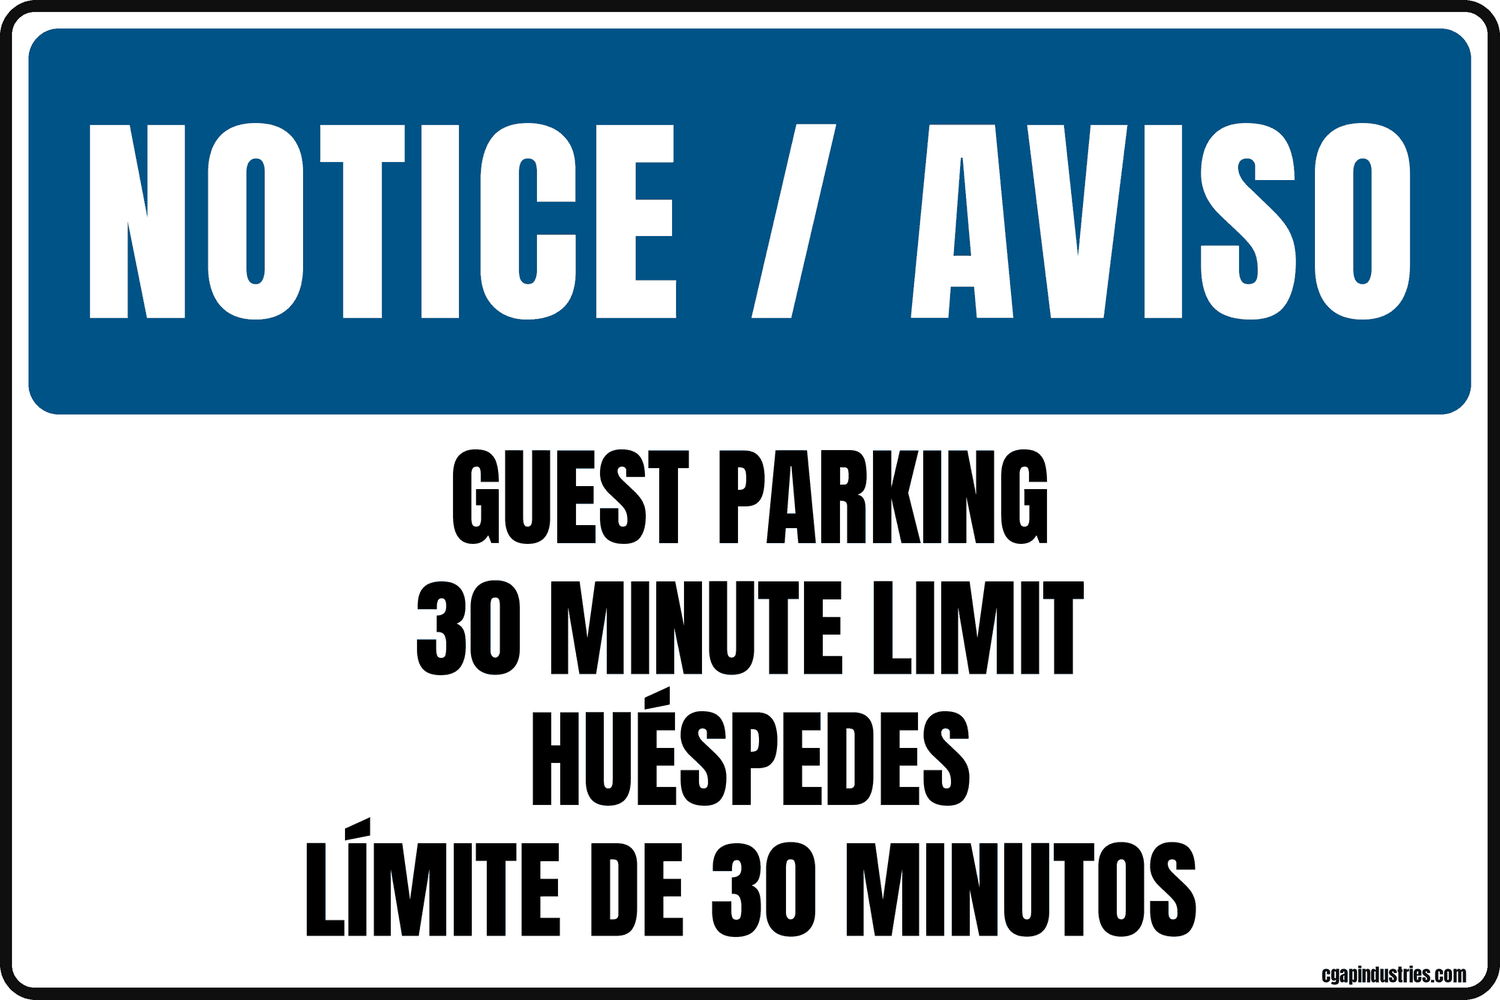 NOTICE / AVISO
GUEST PARKING
30 MINUTE LIMIT
HUÉSPEDES
LÍMITE DE 30 MINUTOS
cgapindustries.com